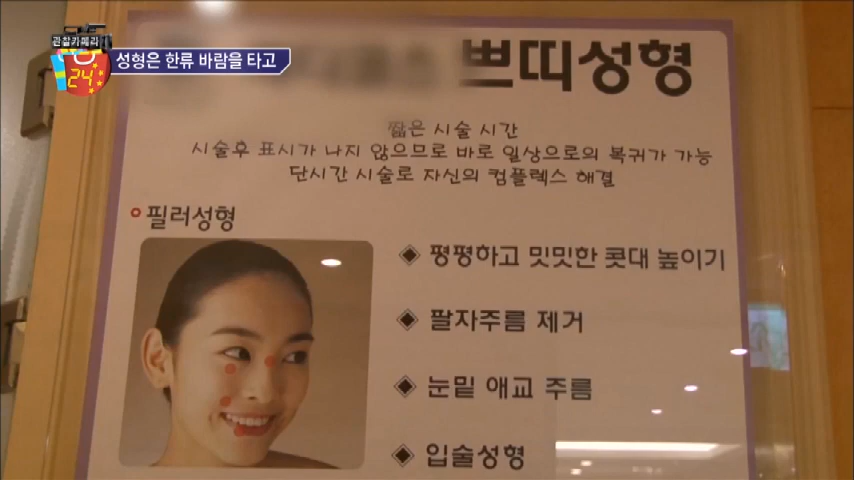 관찰카메라
24
성형은 한류 바람을 타고
쁘띠성형
짧은 시술 시간
시술후 표시가 나지 않으므로 바로 일상으로의 복귀가 가능
단시간 시술로 자신의 컴플렉스 해결
필러성형
평평하고 밋밋한 콧대 높이기
팔자주름 제거
눈밑 애교 주름
입술성형